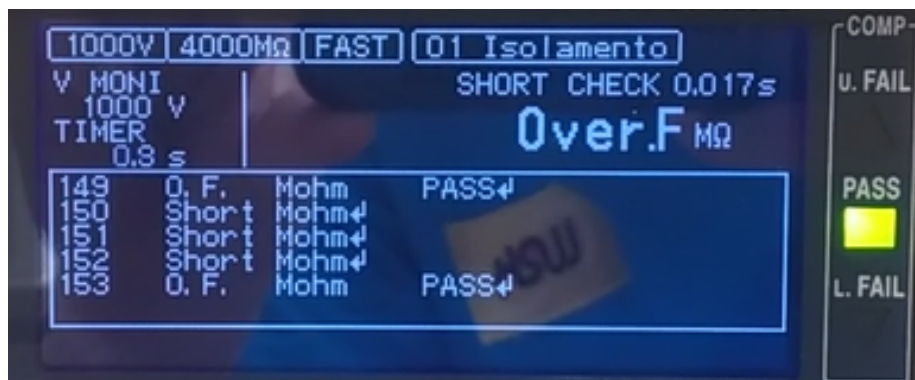 1000V 4000MΩ FAST 01 Isolamento
V MONI
1000 V
TIMER
0.3 s
SHORT CHECK 0.017s
Over.F MΩ
149 O. F. Mohm PASS↲
150 Short Mohm↲
151 Short Mohm↲
152 Short Mohm↲
153 O. F. Mohm PASS↲
COMP
U. FAIL
PASS
L. FAIL